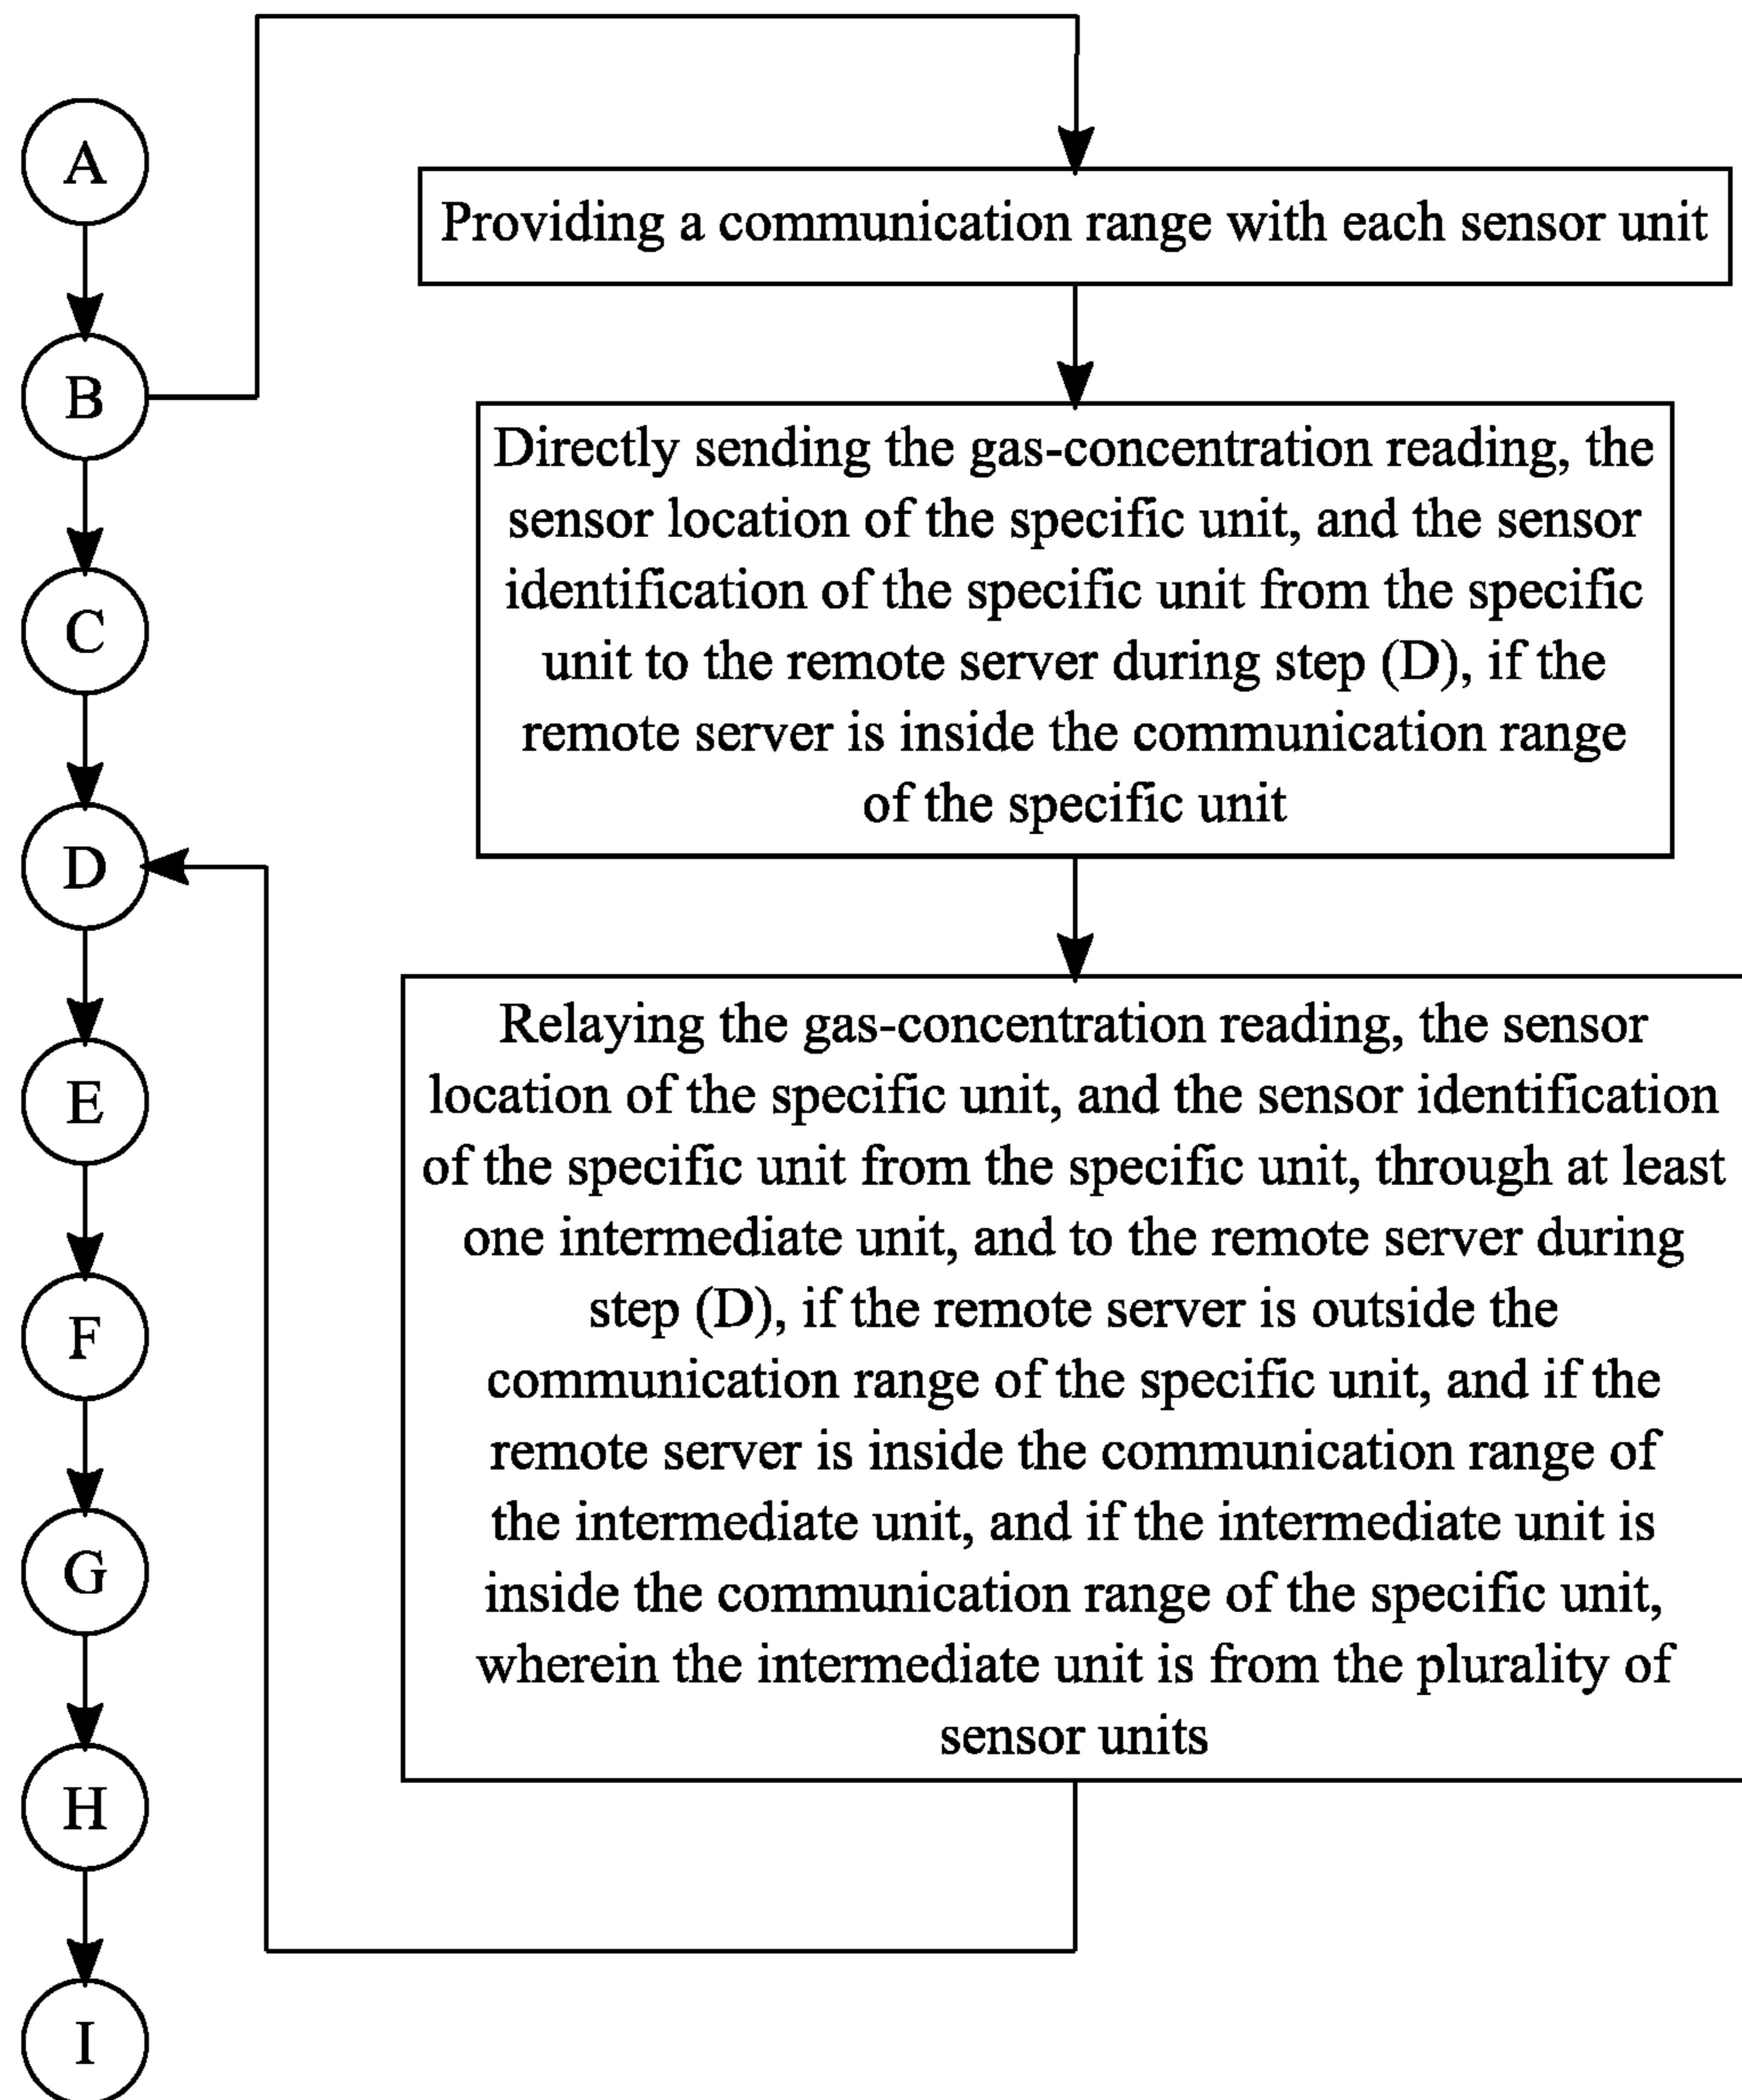 A
B
C
D
E
F
G
H
I
Providing a communication range with each sensor unit
Directly sending the gas-concentration reading, the
sensor location of the specific unit, and the sensor
identification of the specific unit from the specific
unit to the remote server during step (D), if the
remote server is inside the communication range
of the specific unit
Relaying the gas-concentration reading, the sensor
location of the specific unit, and the sensor identification
of the specific unit from the specific unit, through at least
one intermediate unit, and to the remote server during
step (D), if the remote server is outside the
communication range of the specific unit, and if the
remote server is inside the communication range of
the intermediate unit, and if the intermediate unit is
inside the communication range of the specific unit,
wherein the intermediate unit is from the plurality of
sensor units